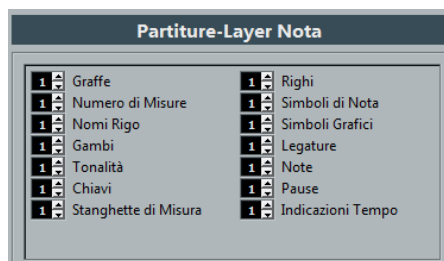 Partiture-Layer Nota
1 Graffe
1 Numero di Misure
1 Nomi Rigo
1 Gambi
1 Tonalità
1 Chiavi
1 Stanghette di Misura
1 Righi
1 Simboli di Nota
1 Simboli Grafici
1 Legature
1 Note
1 Pause
1 Indicazioni Tempo